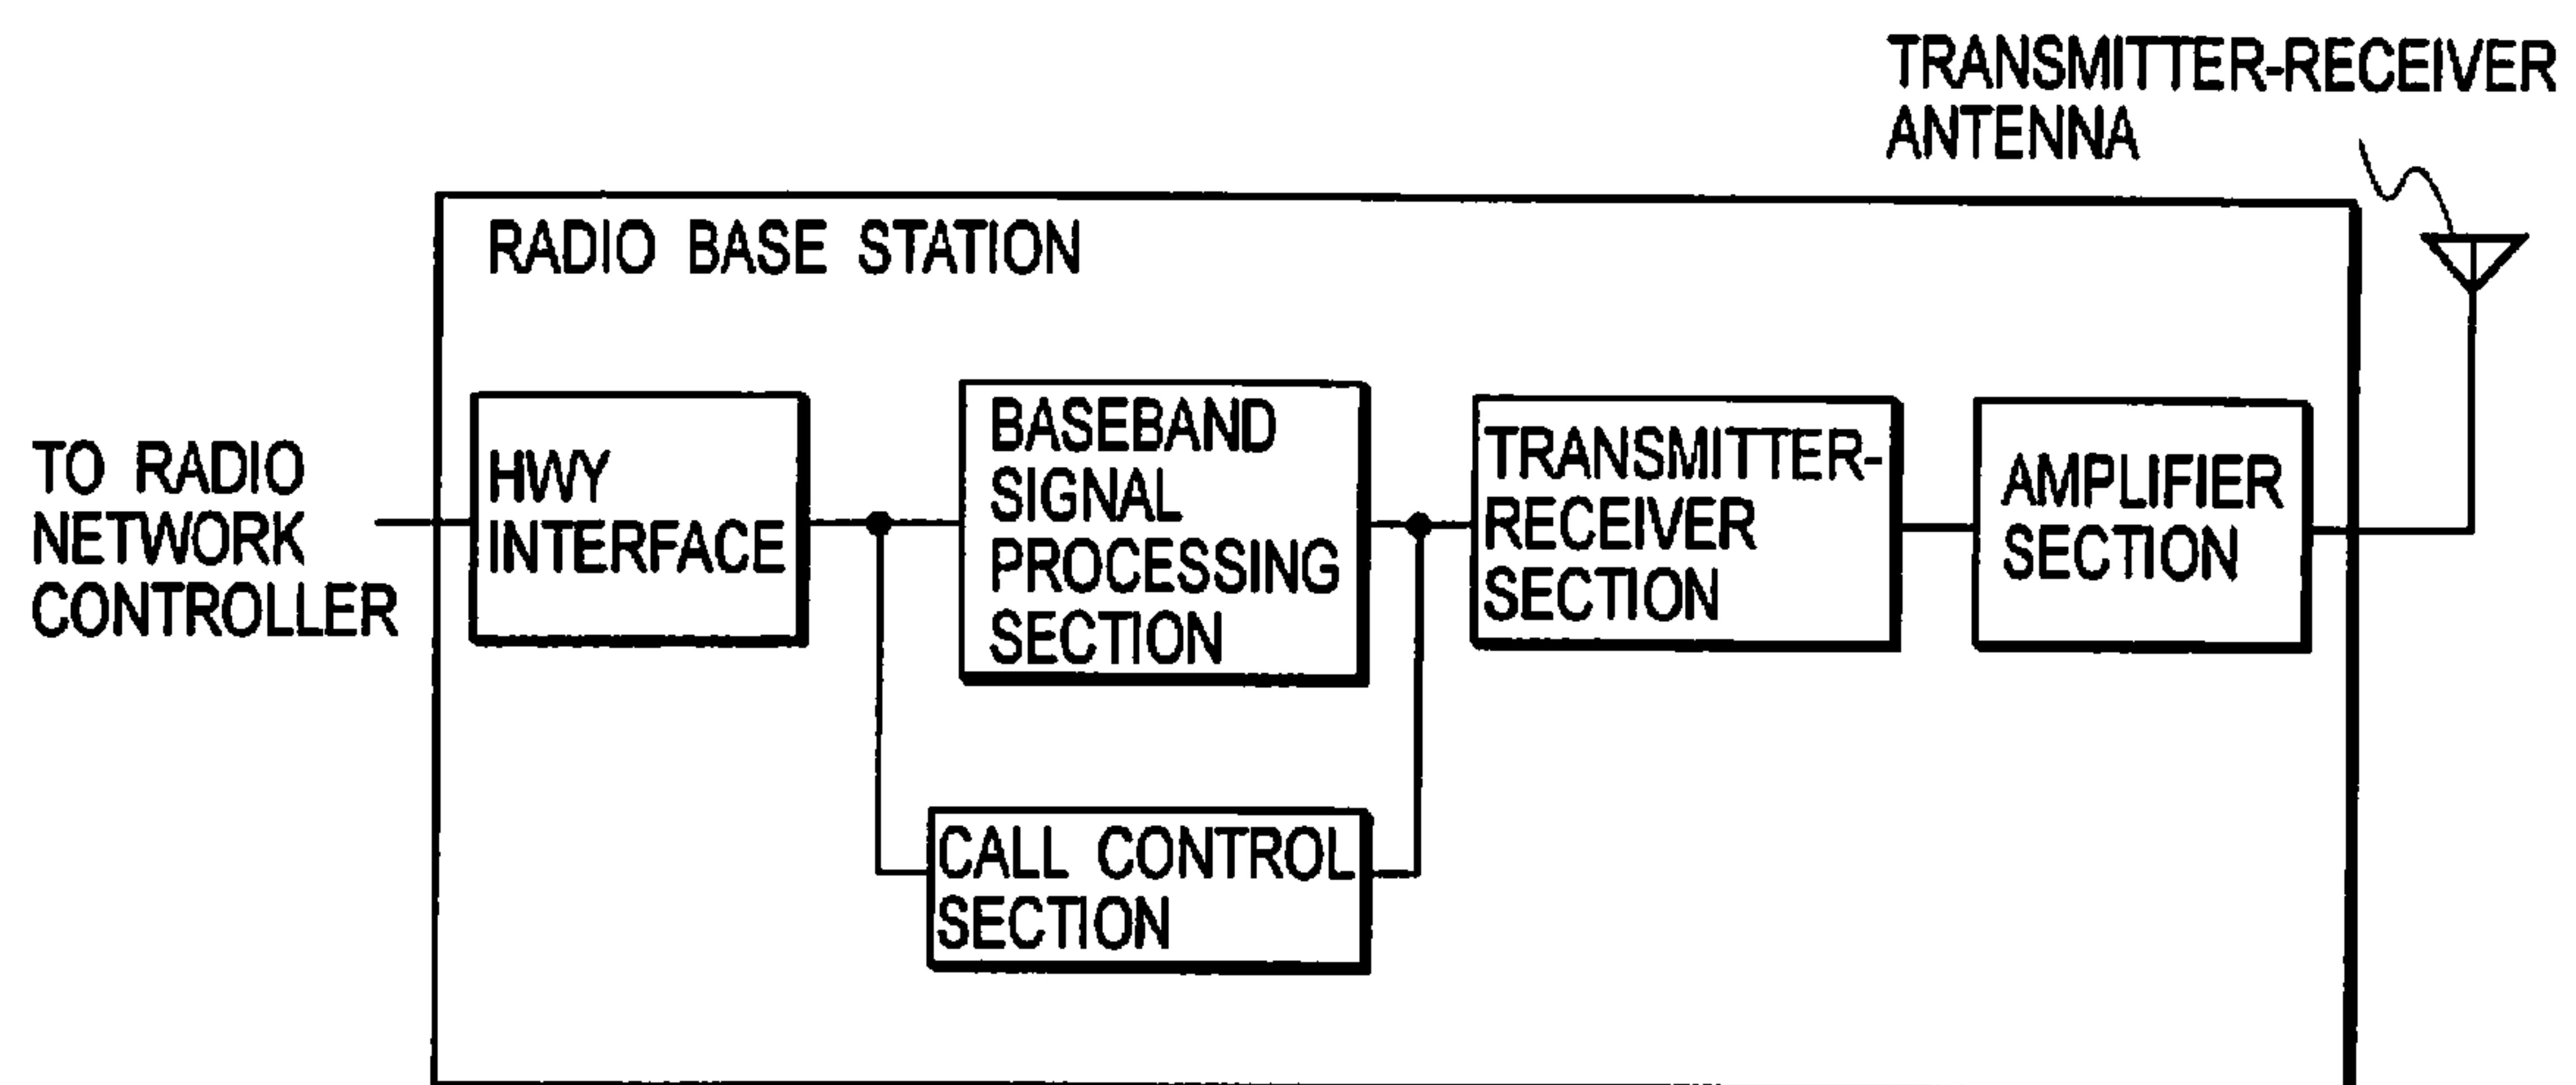 TRANSMITTER-RECEIVER
ANTENNA
RADIO BASE STATION
TO RADIO
NETWORK
CONTROLLER
HWY
INTERFACE
BASEBAND
SIGNAL
PROCESSING
SECTION
TRANSMITTER-
RECEIVER
SECTION
AMPLIFIER
SECTION
CALL CONTROL
SECTION